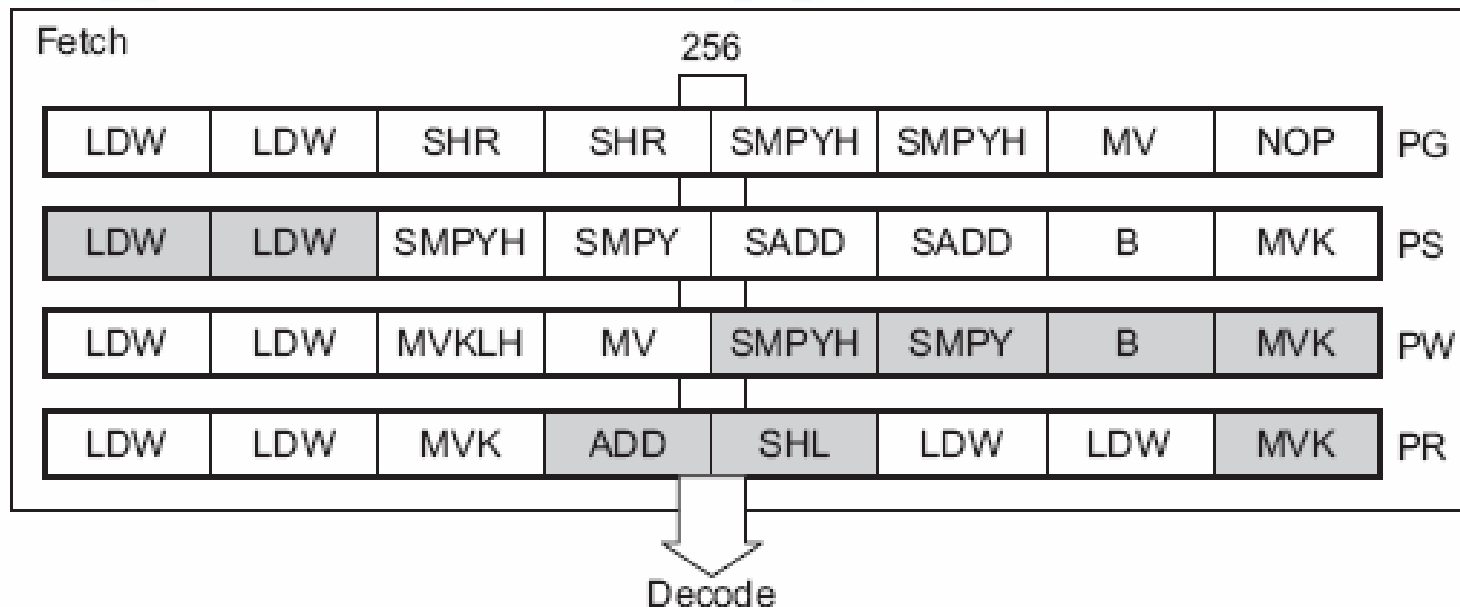 Fetch
256
LDW LDW SHR SHR SMPYH SMPYH MV NOP PG
LDW LDW SMPYH SMPY SADD SADD B MVK PS
LDW LDW MVKLH MV SMPYH SMPY B MVK PW
LDW LDW MVK ADD SHL LDW LDW MVK PR
Decode